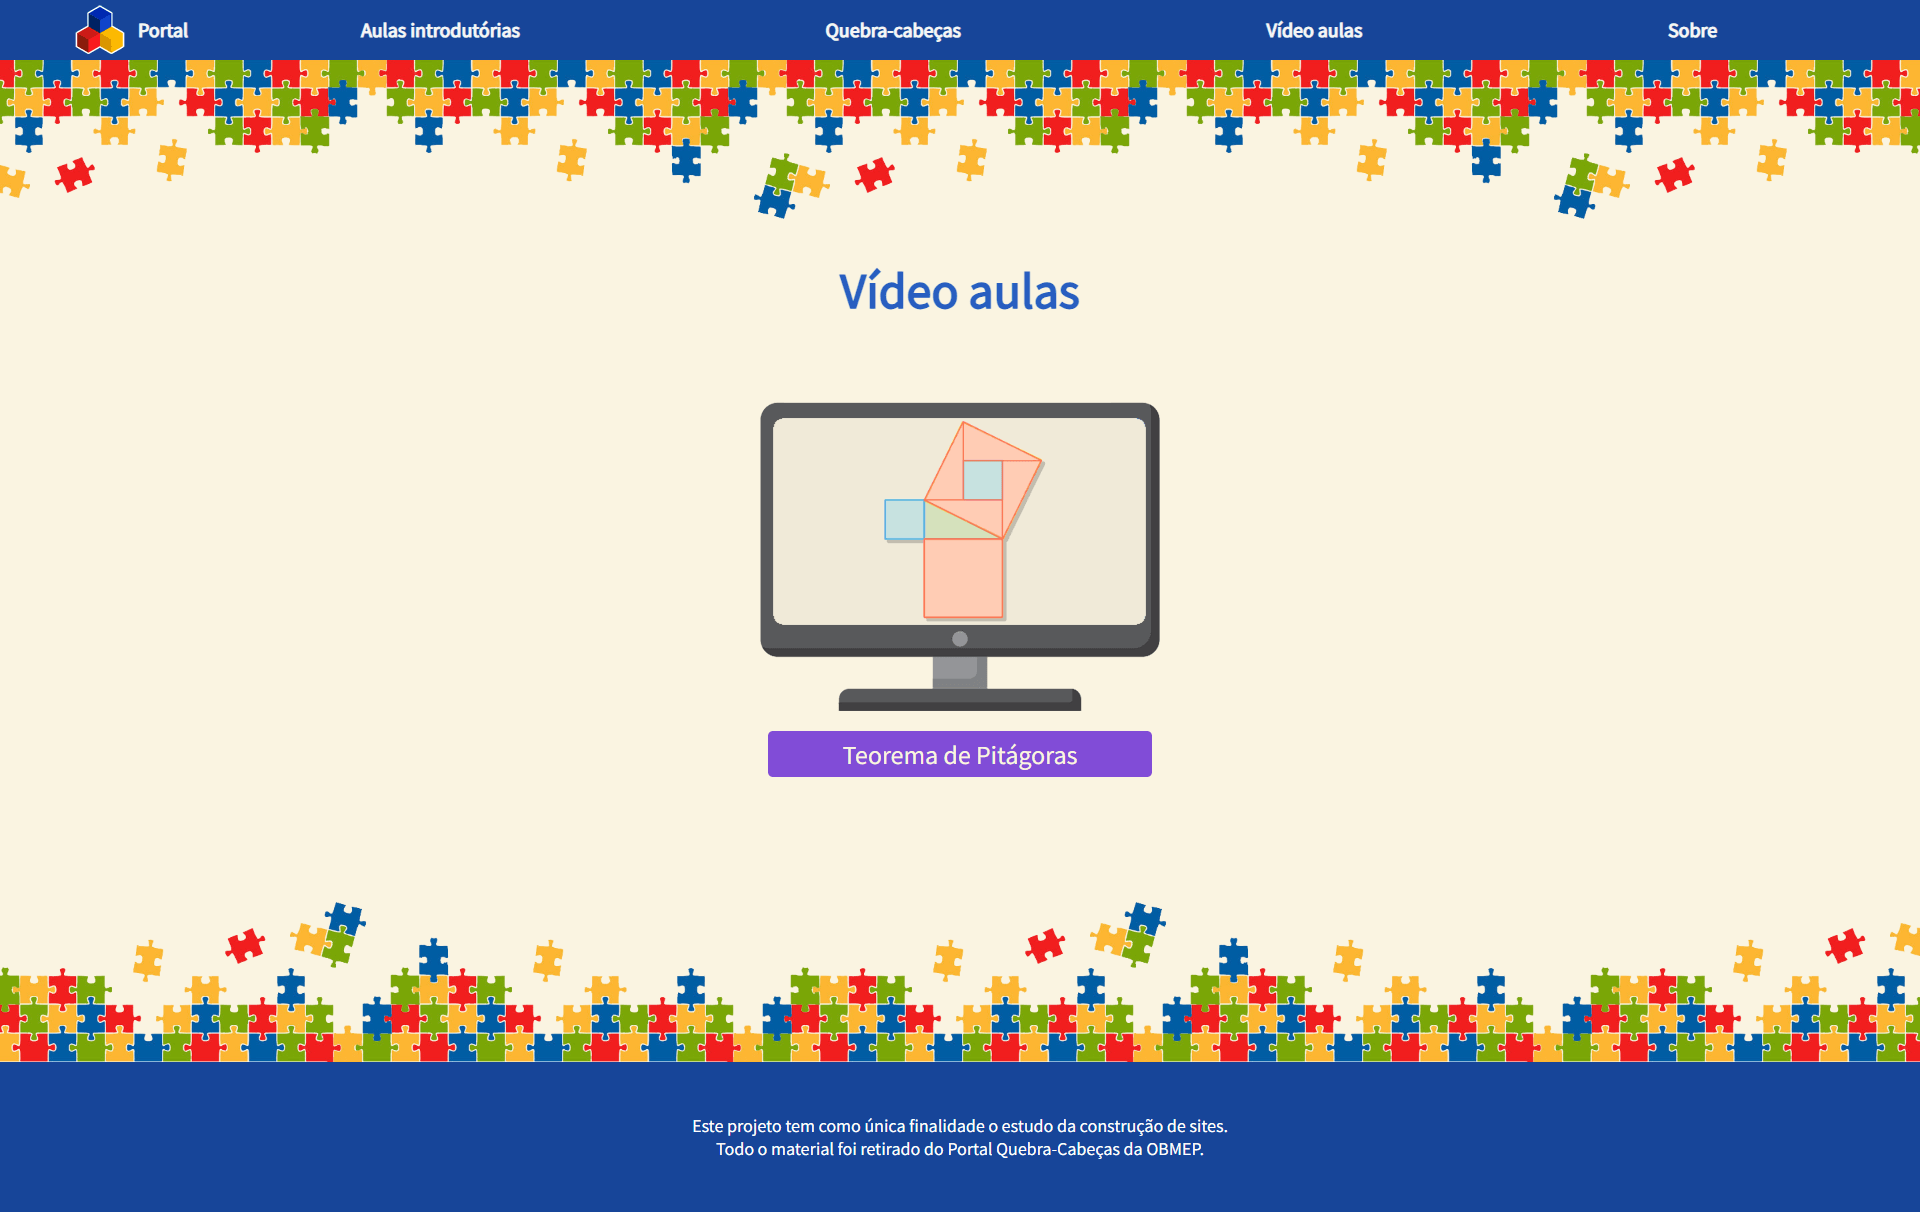 Portal
Aulas introdutórias
Quebra-cabeças
Vídeo aulas
Sobre
Vídeo aulas
Teorema de Pitágoras
Este projeto tem como única finalidade o estudo da construção de sites.
Todo o material foi retirado do Portal Quebra-Cabeças da OBMEP.